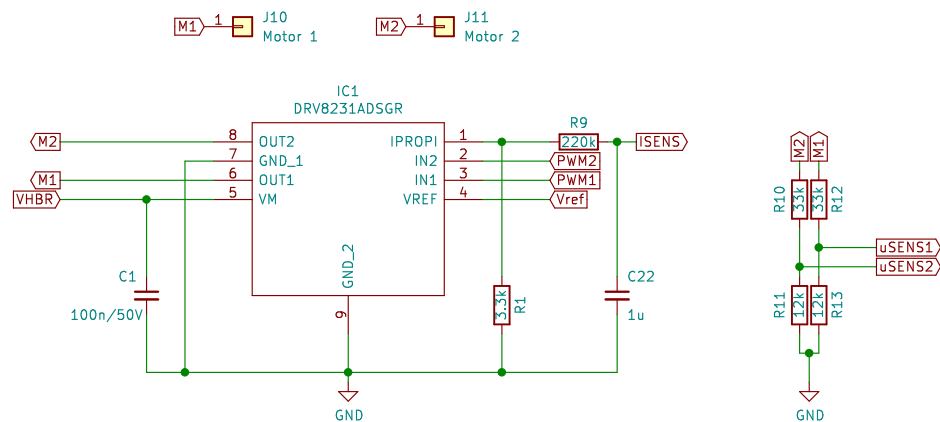 M1 1 J10
Motor 1
M2 1 J11
Motor 2
IC1
DRV8231ADSGR
M2 8 OUT2
7 GND_1
M1 6 OUT1
VHBR 5 VM
IPROPI 1
IN2 2 PWM2
IN1 3 PWM1
VREF 4 Vref
GND_2
9
R9
220k
ISENS
C1
100n/50V
3.3k
R1
C22
1u
GND
M2
M1
R10
33k
33k
R12
uSENS1
uSENS2
R11
12k
12k
R13
GND